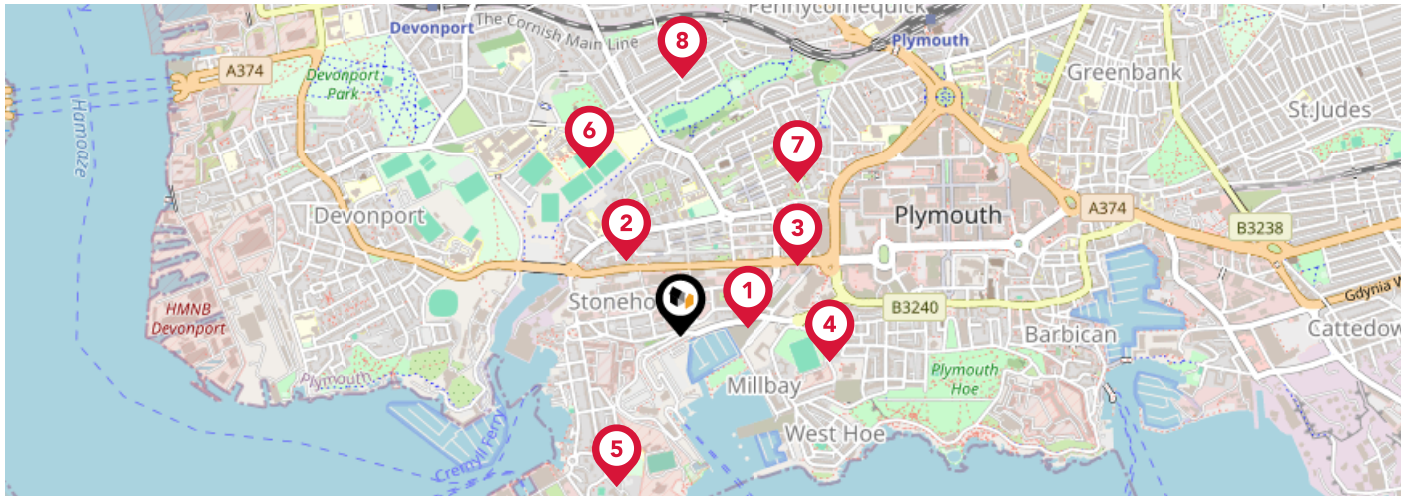 Pennycomequick
Devonport
The Cornish Main Line
8
Plymouth
A374
Devonport
Park
Greenbank
St.Judes
Hamoaze
6
7
Devonport
2
3
Plymouth
A374
B3238
HMNB
Devonport
Stoneho
1
4
B3240
Barbican
Gdynia W
Cattedow
Plymouth
Millbay
Plymouth
Hoe
West Hoe
Cremyll Ferry
5